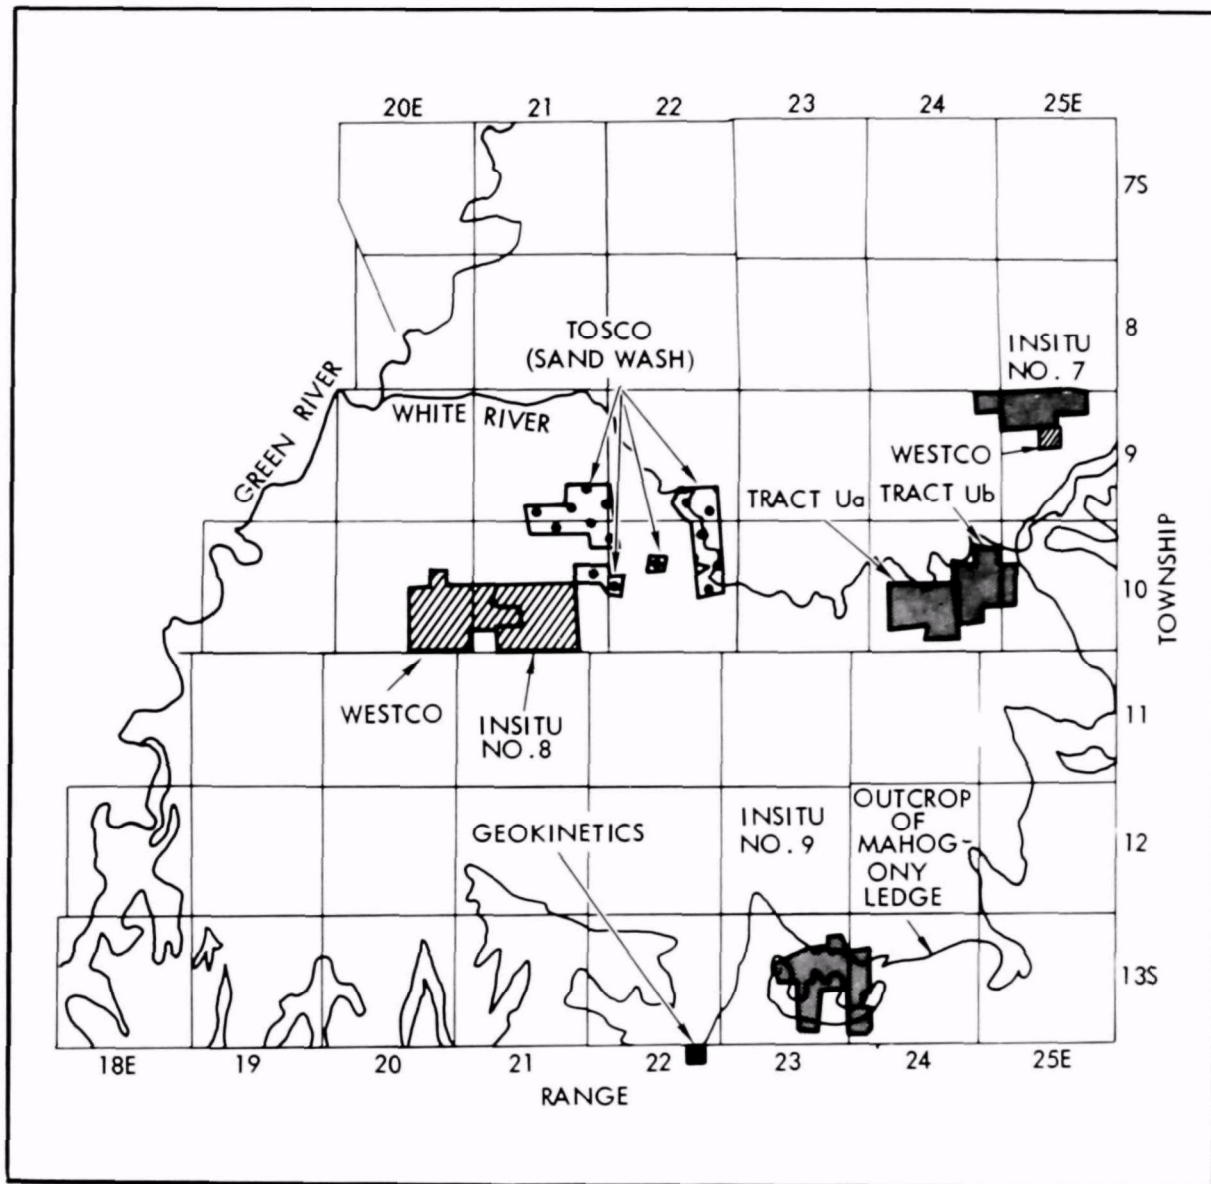 20E 21 22 23 24 25E
7S
8
TOSCO
(SAND WASH)
INSITU
NO. 7
GREEN RIVER
WHITE RIVER
WESTCO
9
TRACT Ua
TRACT Ub
10
TOWNSHIP
WESTCO
INSITU
NO. 8
11
GEOKINETICS
INSITU
NO. 9
OUTCROP
OF
MAHOG-
ONY
LEDGE
12
13S
18E 19 20 21 22 23 24 25E
RANGE